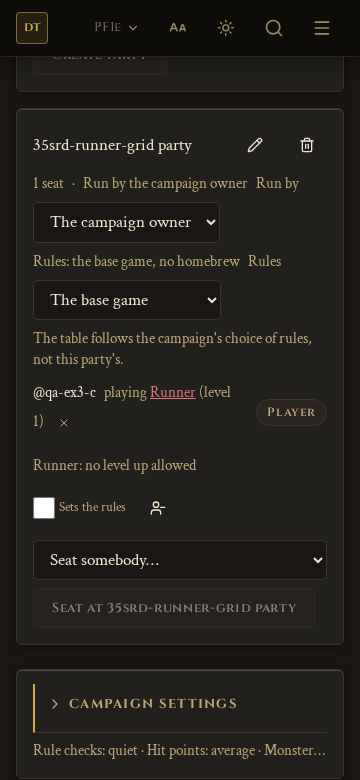 DT PF1E AA
CREATE PARTY
35srd-runner-grid party
1 seat · Run by the campaign owner Run by
The campaign owner
Rules: the base game, no homebrew Rules
The base game
The table follows the campaign's choice of rules,
not this party's.
@qa-ex3-c playing Runner (level
1) ×
PLAYER
Runner: no level up allowed
Sets the rules
Seat somebody...
SEAT AT 35SRD-RUNNER-GRID PARTY
CAMPAIGN SETTINGS
Rule checks: quiet · Hit points: average · Monster...